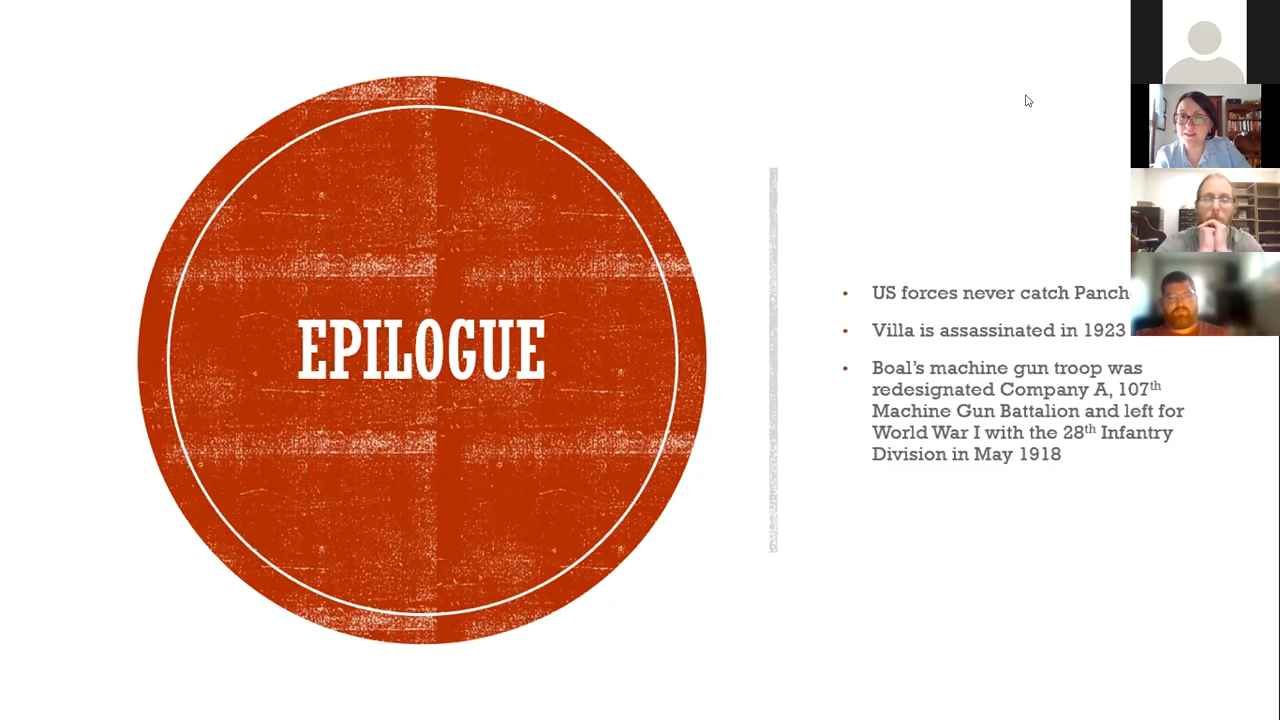 EPILOGUE
• US forces never catch Panch
• Villa is assassinated in 1923
• Boal's machine gun troop was
redesignated Company A, 107th
Machine Gun Battalion and left for
World War I with the 28th Infantry
Division in May 1918